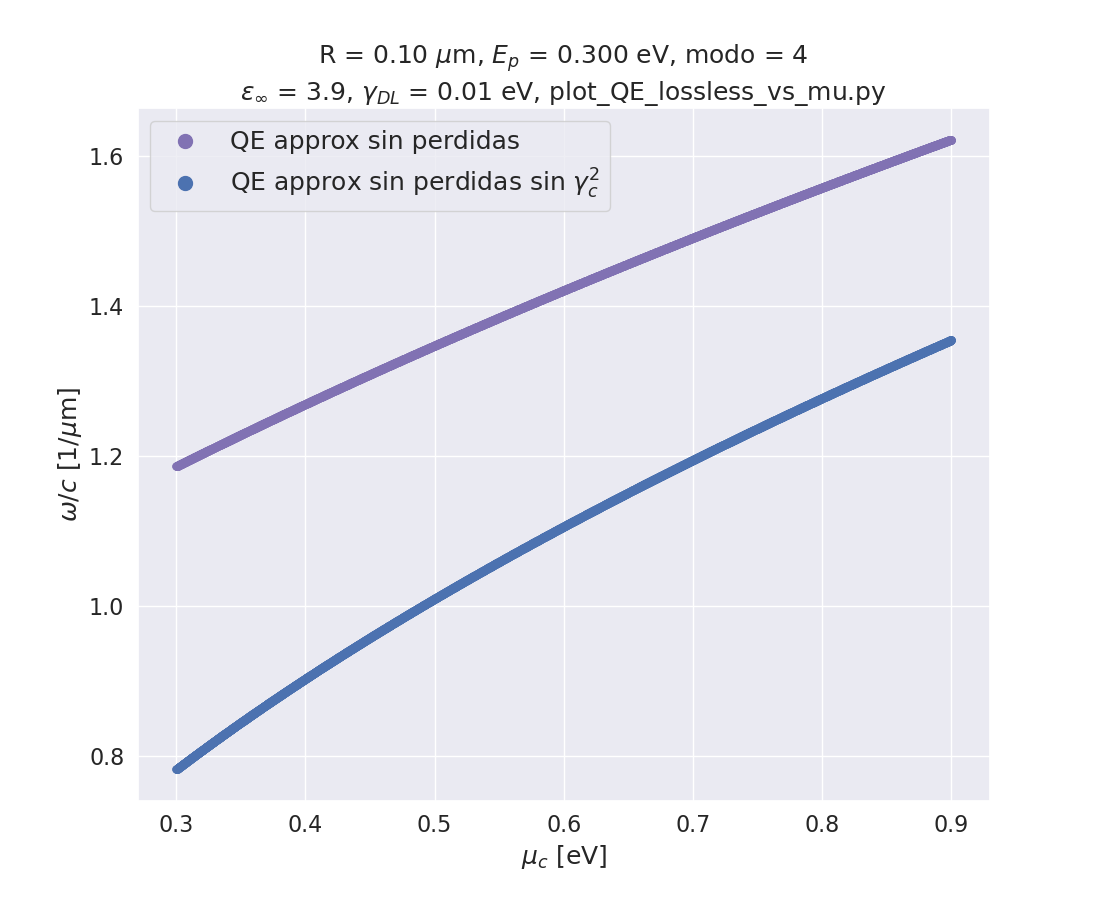 R = 0.10 μm, E_p = 0.300 eV, modo = 4
ε_∞ = 3.9, γ_DL = 0.01 eV, plot_QE_lossless_vs_mu.py
QE approx sin perdidas
QE approx sin perdidas sin γ_c^2
1.6
1.4
1.2
1.0
0.8
ω/c [1/μm]
0.3 0.4 0.5 0.6 0.7 0.8 0.9
μ_c [eV]